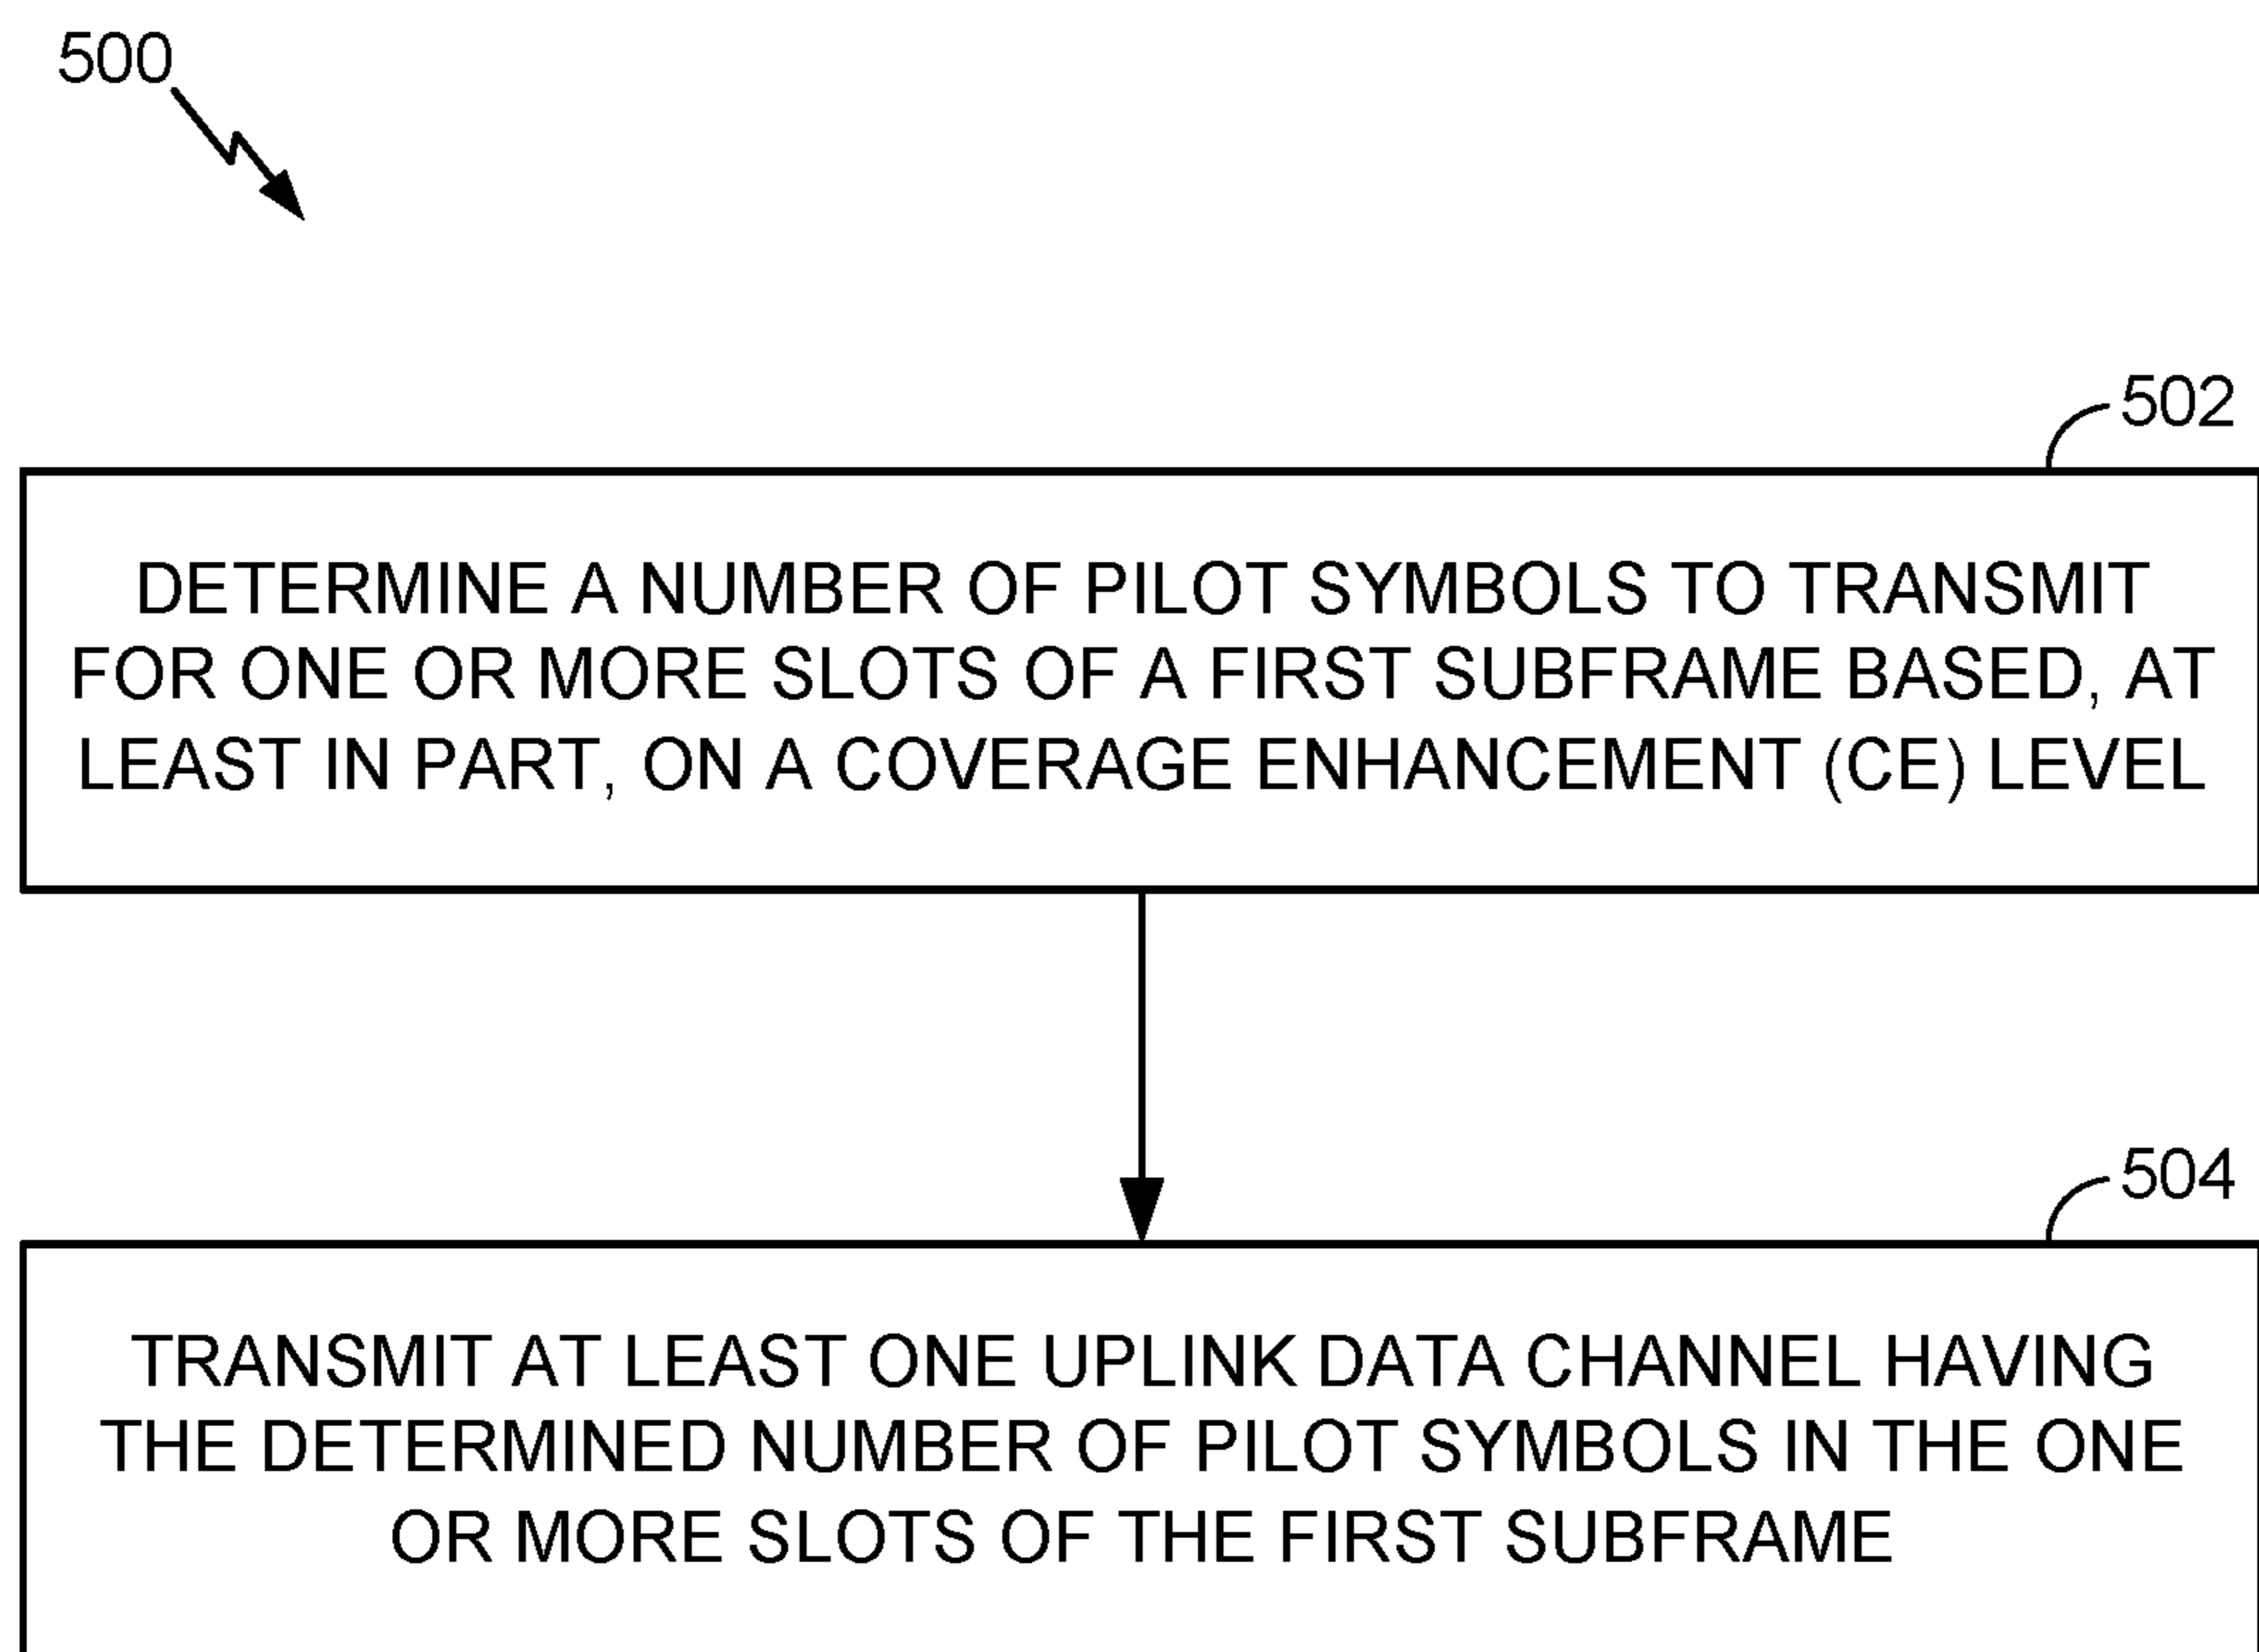 500
502
DETERMINE A NUMBER OF PILOT SYMBOLS TO TRANSMIT
FOR ONE OR MORE SLOTS OF A FIRST SUBFRAME BASED, AT
LEAST IN PART, ON A COVERAGE ENHANCEMENT (CE) LEVEL
504
TRANSMIT AT LEAST ONE UPLINK DATA CHANNEL HAVING
THE DETERMINED NUMBER OF PILOT SYMBOLS IN THE ONE
OR MORE SLOTS OF THE FIRST SUBFRAME